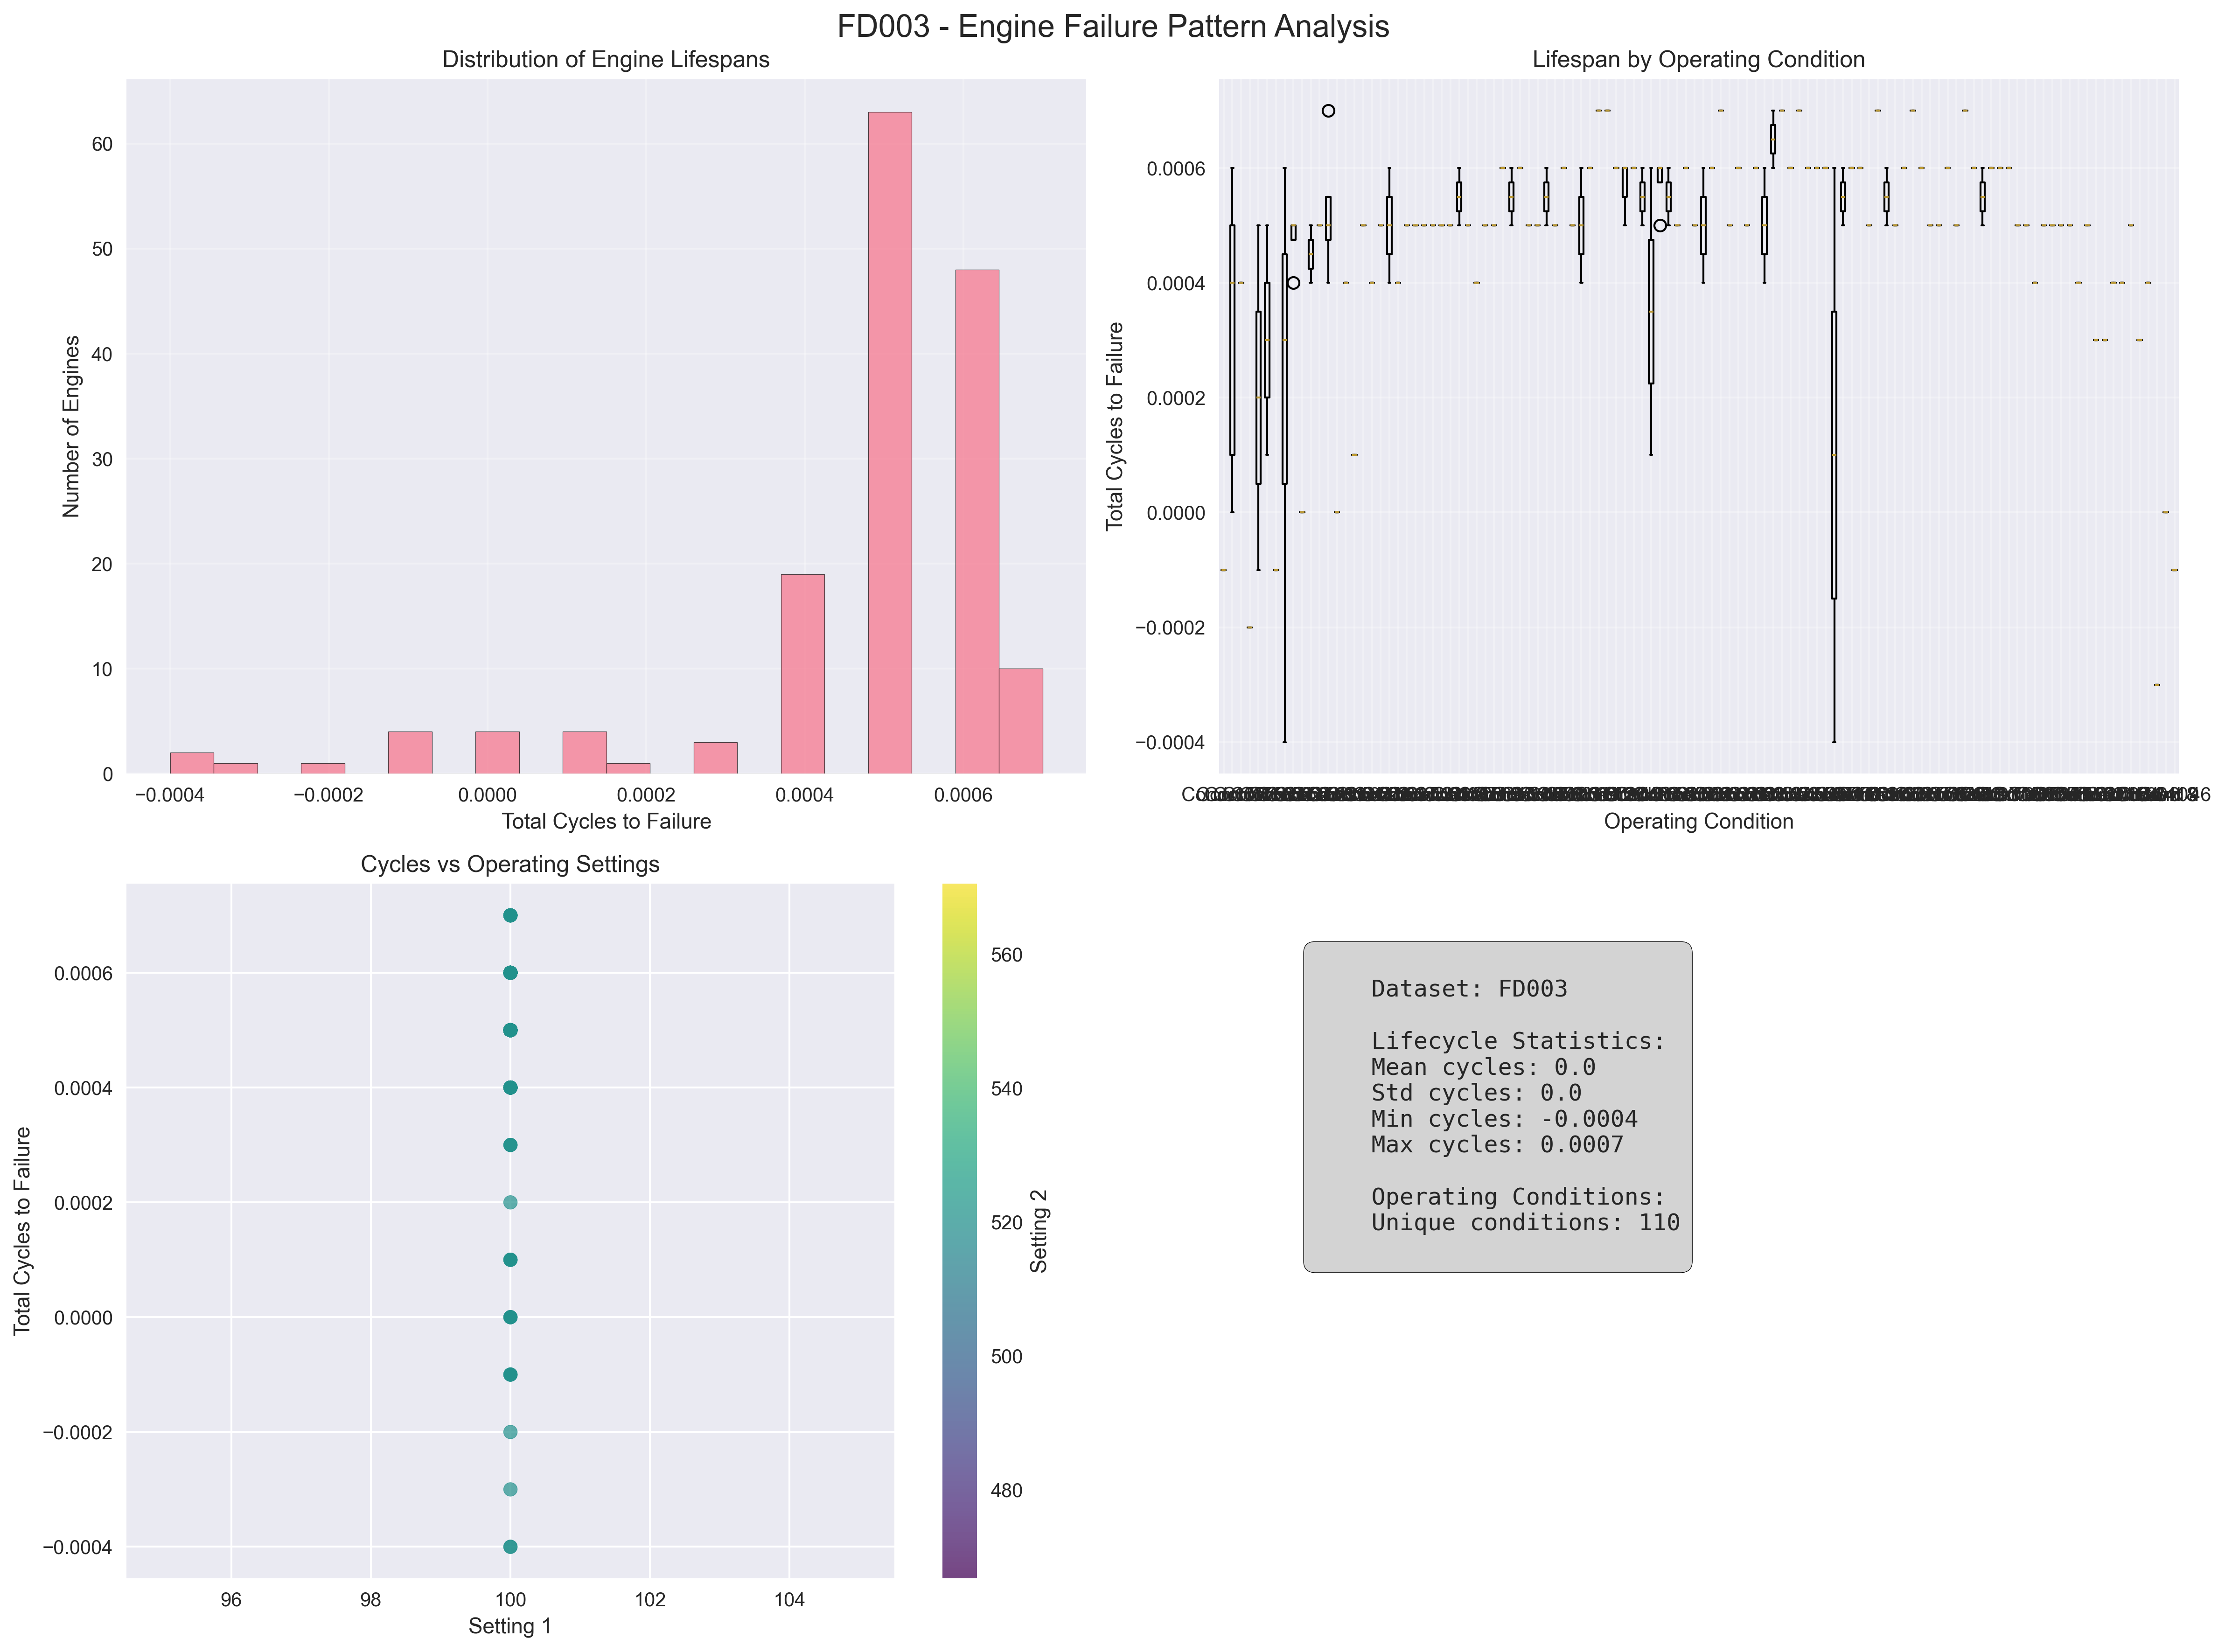 FD003 - Engine Failure Pattern Analysis
Distribution of Engine Lifespans
Number of Engines
60
50
40
30
20
10
0
−0.0004
−0.0002
0.0000
0.0002
0.0004
0.0006
Total Cycles to Failure
Lifespan by Operating Condition
Total Cycles to Failure
0.0006
0.0004
0.0002
0.0000
−0.0002
−0.0004
Operating Condition
Cycles vs Operating Settings
Total Cycles to Failure
0.0006
0.0004
0.0002
0.0000
−0.0002
−0.0004
96
98
100
102
104
Setting 1
560
540
520
500
480
Setting 2
Dataset: FD003
Lifecycle Statistics:
Mean cycles: 0.0
Std cycles: 0.0
Min cycles: -0.0004
Max cycles: 0.0007
Operating Conditions:
Unique conditions: 110